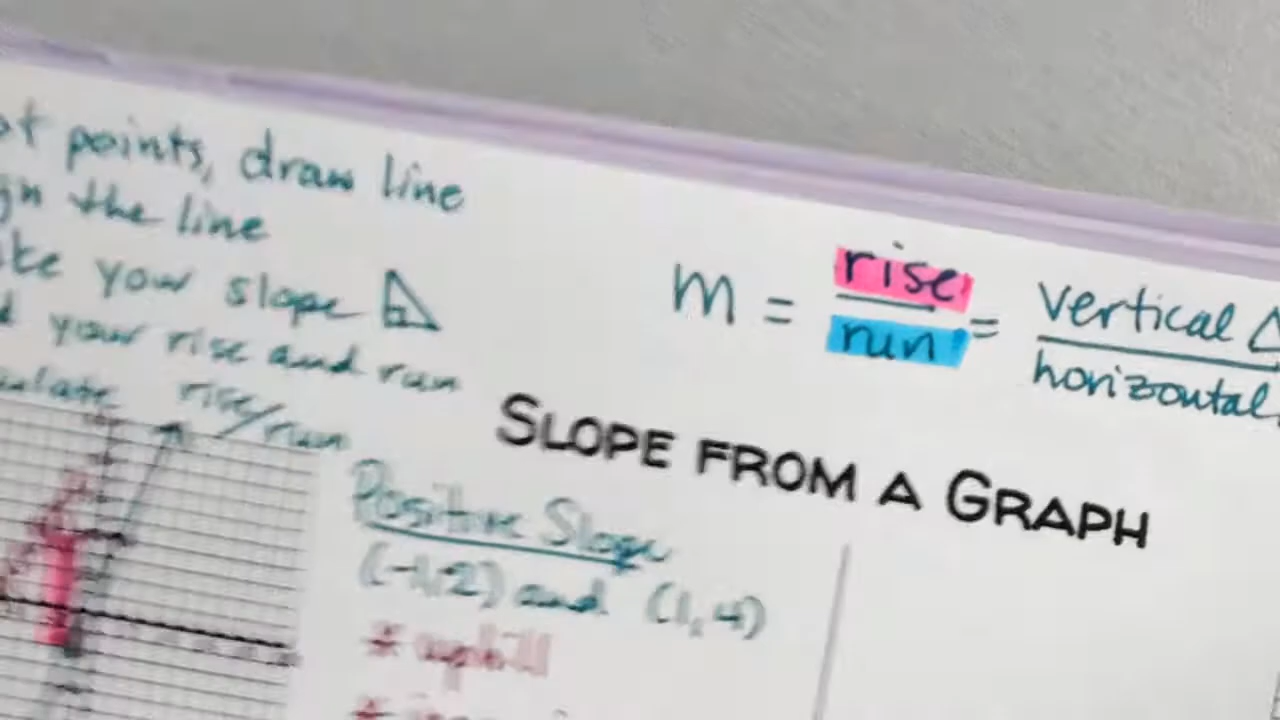 points, draw line
the line
your slope
your rise and run
rise/run
m = rise/run = vertical Δ/horizontal
SLOPE FROM A GRAPH
Positive Slope
(-1,2) and (1,4)
* uphill